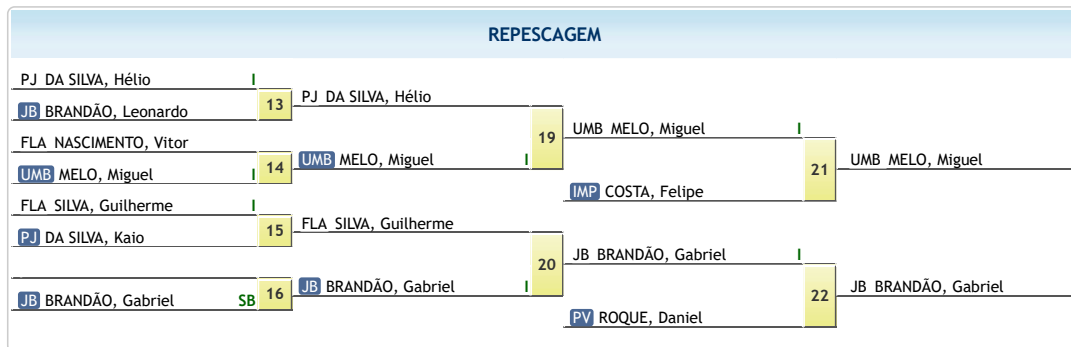 REPESCAGEM
PJ DA SILVA, Hélio I
JB BRANDÃO, Leonardo
13
PJ DA SILVA, Hélio
FLA NASCIMENTO, Vitor
UMB MELO, Miguel I
14
UMB MELO, Miguel I
19
UMB MELO, Miguel I
IMP COSTA, Felipe
21
UMB MELO, Miguel
FLA SILVA, Guilherme I
PJ DA SILVA, Kaio
15
FLA SILVA, Guilherme
JB BRANDÃO, Gabriel SB
16
JB BRANDÃO, Gabriel I
20
JB BRANDÃO, Gabriel I
PV ROQUE, Daniel
22
JB BRANDÃO, Gabriel